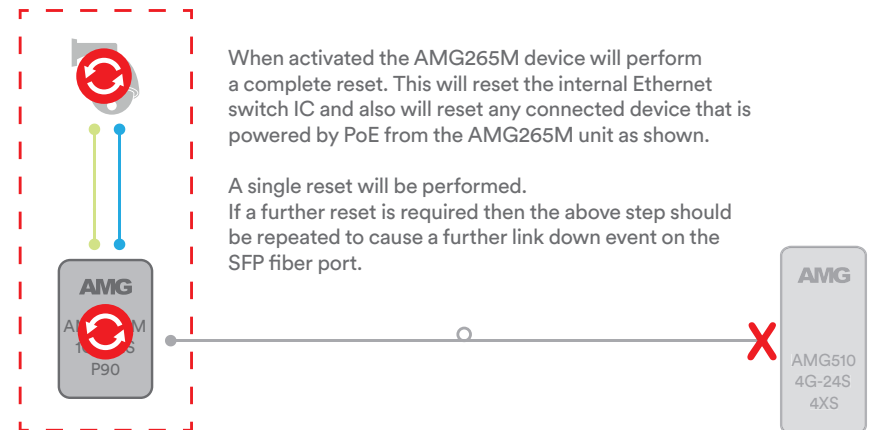 When activated the AMG265M device will perform
a complete reset. This will reset the internal Ethernet
switch IC and also will reset any connected device that is
powered by PoE from the AMG265M unit as shown.
A single reset will be performed.
If a further reset is required then the above step should
be repeated to cause a further link down event on the
SFP fiber port.
AMG
P90
AMG
AMG510
4G-24S
4XS